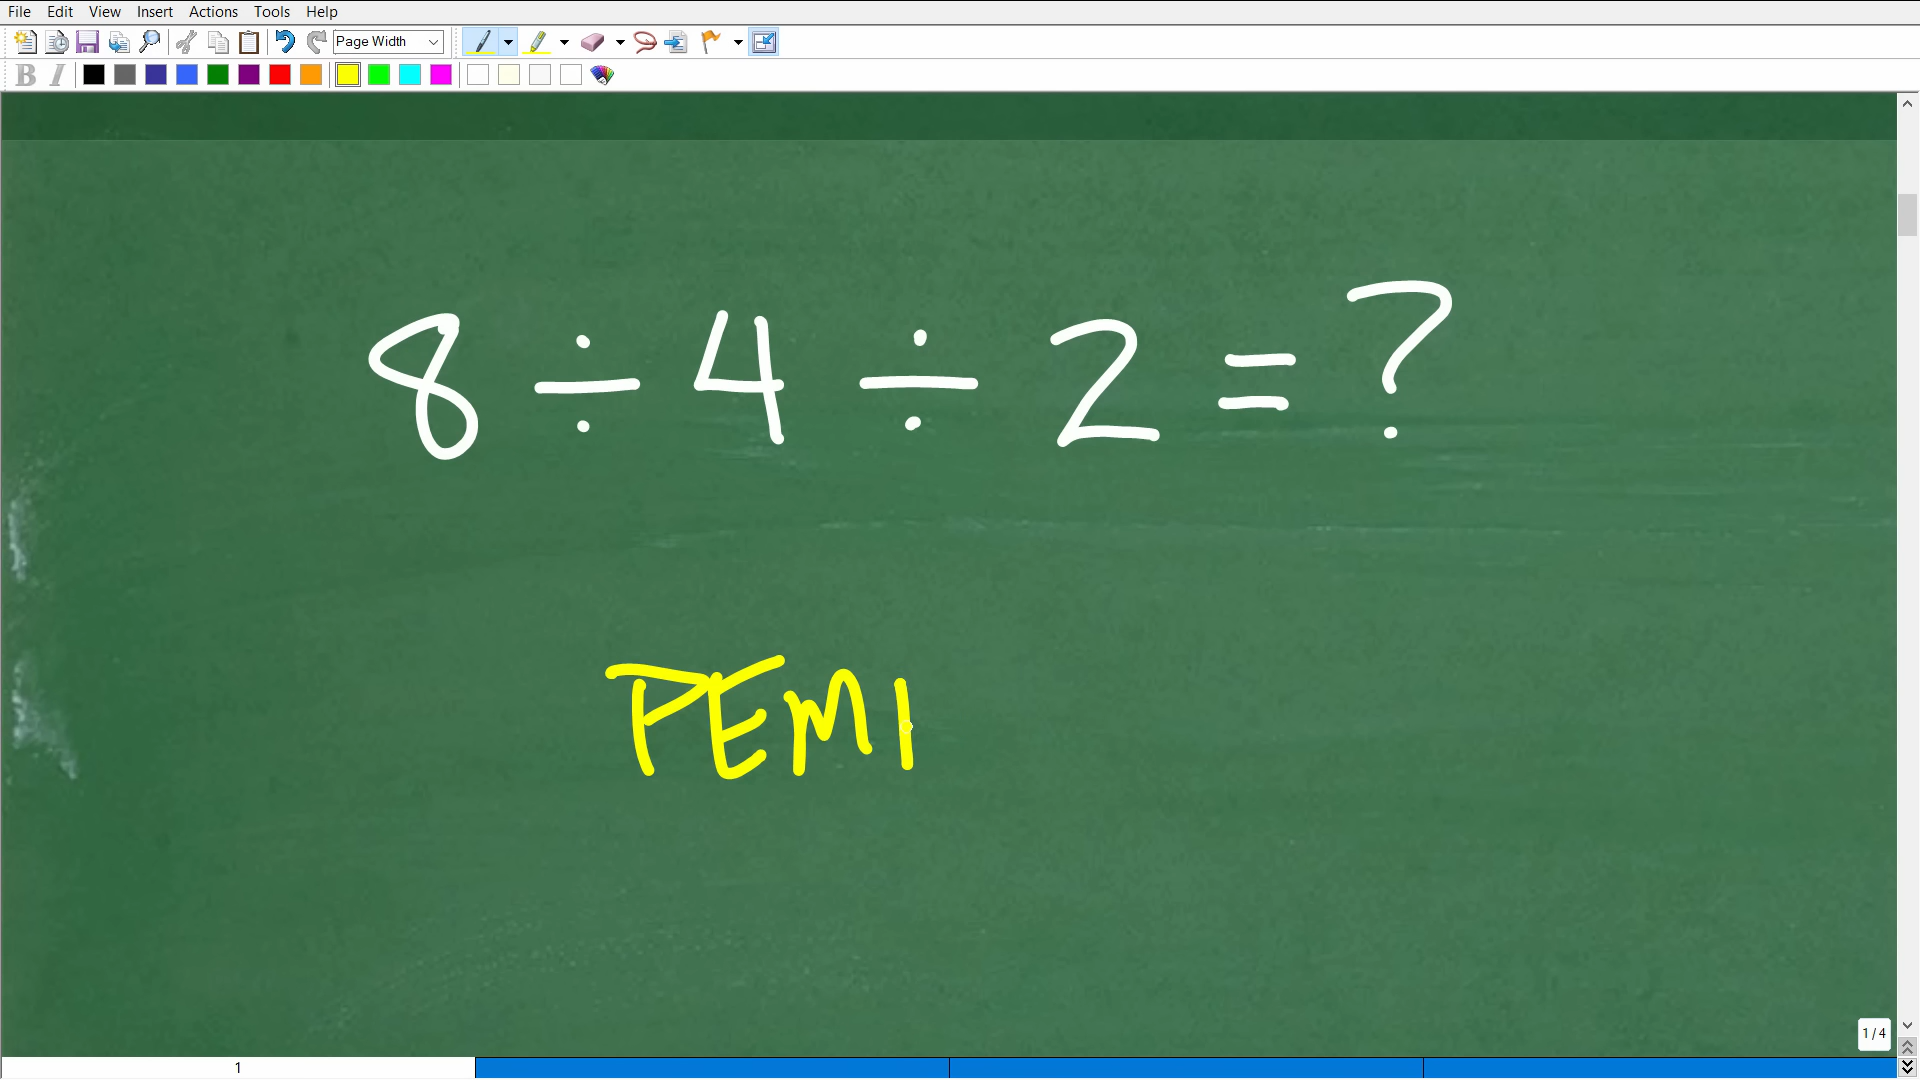 File Edit View Insert Actions Tools Help
Page Width
B I
8 ÷ 4 ÷ 2 = ?
PEMI
1 / 4
1